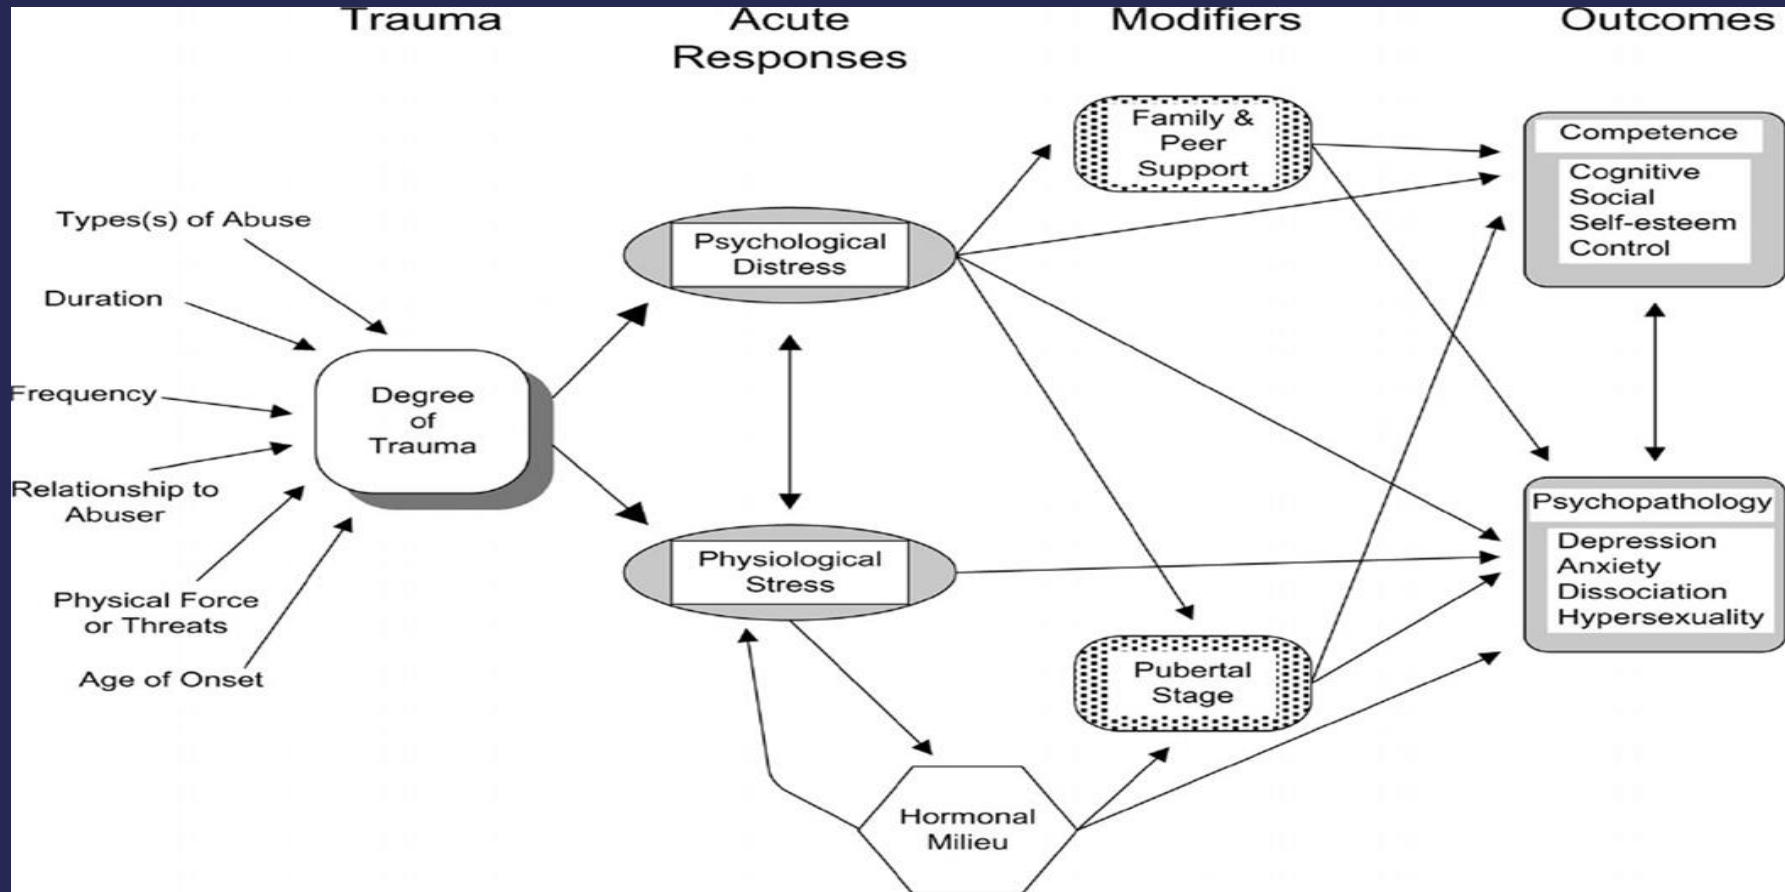 Trauma
Acute
Responses
Modifiers
Outcomes
Types(s) of Abuse
Duration
Frequency
Relationship to
Abuser
Physical Force
or Threats
Age of Onset
Degree
of
Trauma
Psychological
Distress
Physiological
Stress
Hormonal
Milieu
Family &
Peer
Support
Pubertal
Stage
Competence
Cognitive
Social
Self-esteem
Control
Psychopathology
Depression
Anxiety
Dissociation
Hypersexuality